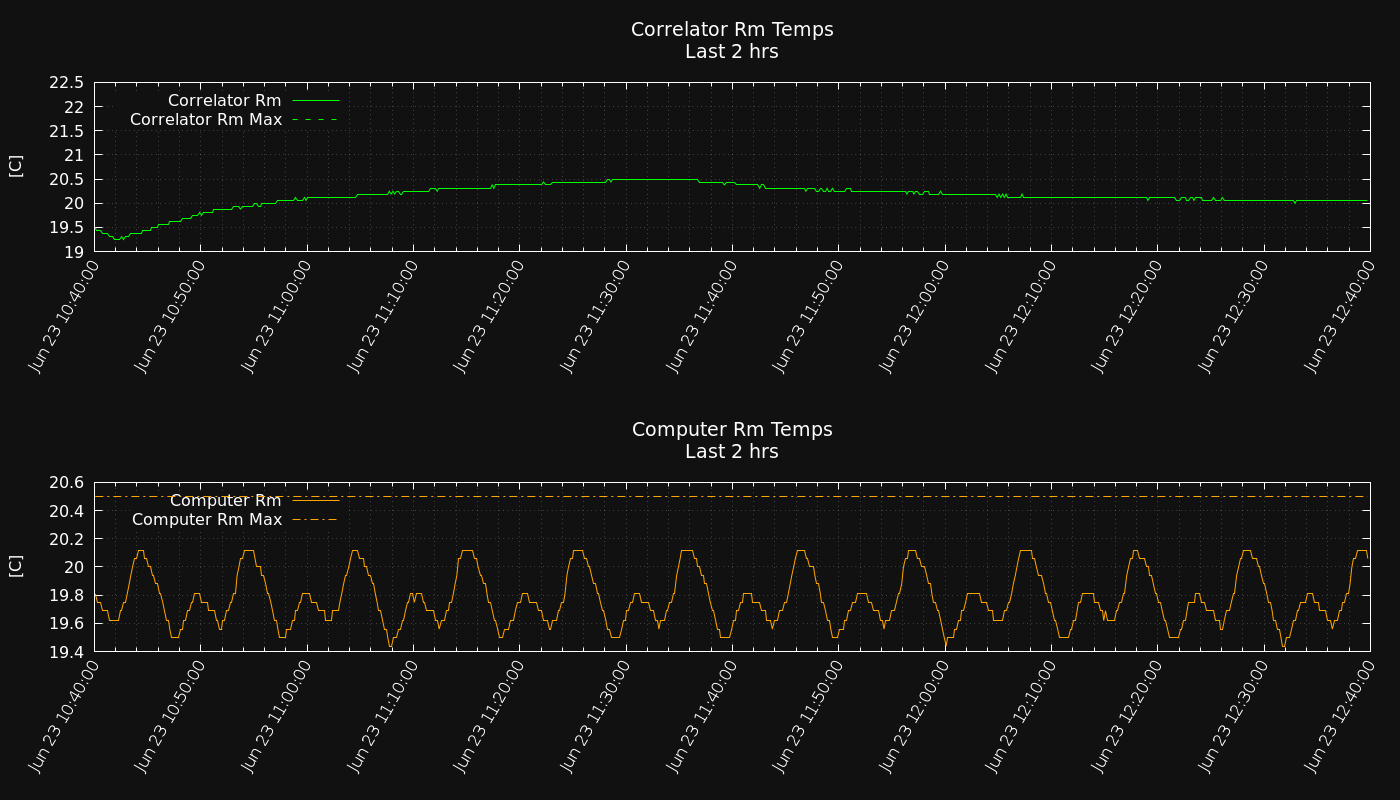 Correlator Rm Temps
Last 2 hrs
22.5
22
21.5
21
20.5
20
19.5
19
[C]
Correlator Rm
Correlator Rm Max
Jun 23 10:40:00
Jun 23 10:50:00
Jun 23 11:00:00
Jun 23 11:10:00
Jun 23 11:20:00
Jun 23 11:30:00
Jun 23 11:40:00
Jun 23 11:50:00
Jun 23 12:00:00
Jun 23 12:10:00
Jun 23 12:20:00
Jun 23 12:30:00
Jun 23 12:40:00
Computer Rm Temps
Last 2 hrs
20.6
20.4
20.2
20
19.8
19.6
19.4
[C]
Computer Rm
Computer Rm Max
Jun 23 10:40:00
Jun 23 10:50:00
Jun 23 11:00:00
Jun 23 11:10:00
Jun 23 11:20:00
Jun 23 11:30:00
Jun 23 11:40:00
Jun 23 11:50:00
Jun 23 12:00:00
Jun 23 12:10:00
Jun 23 12:20:00
Jun 23 12:30:00
Jun 23 12:40:00